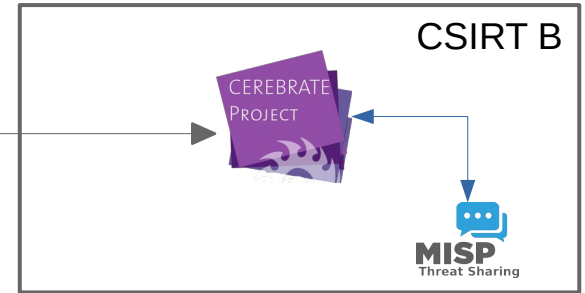 CSIRT B
CEREBRATE
PROJECT
MISP
Threat Sharing